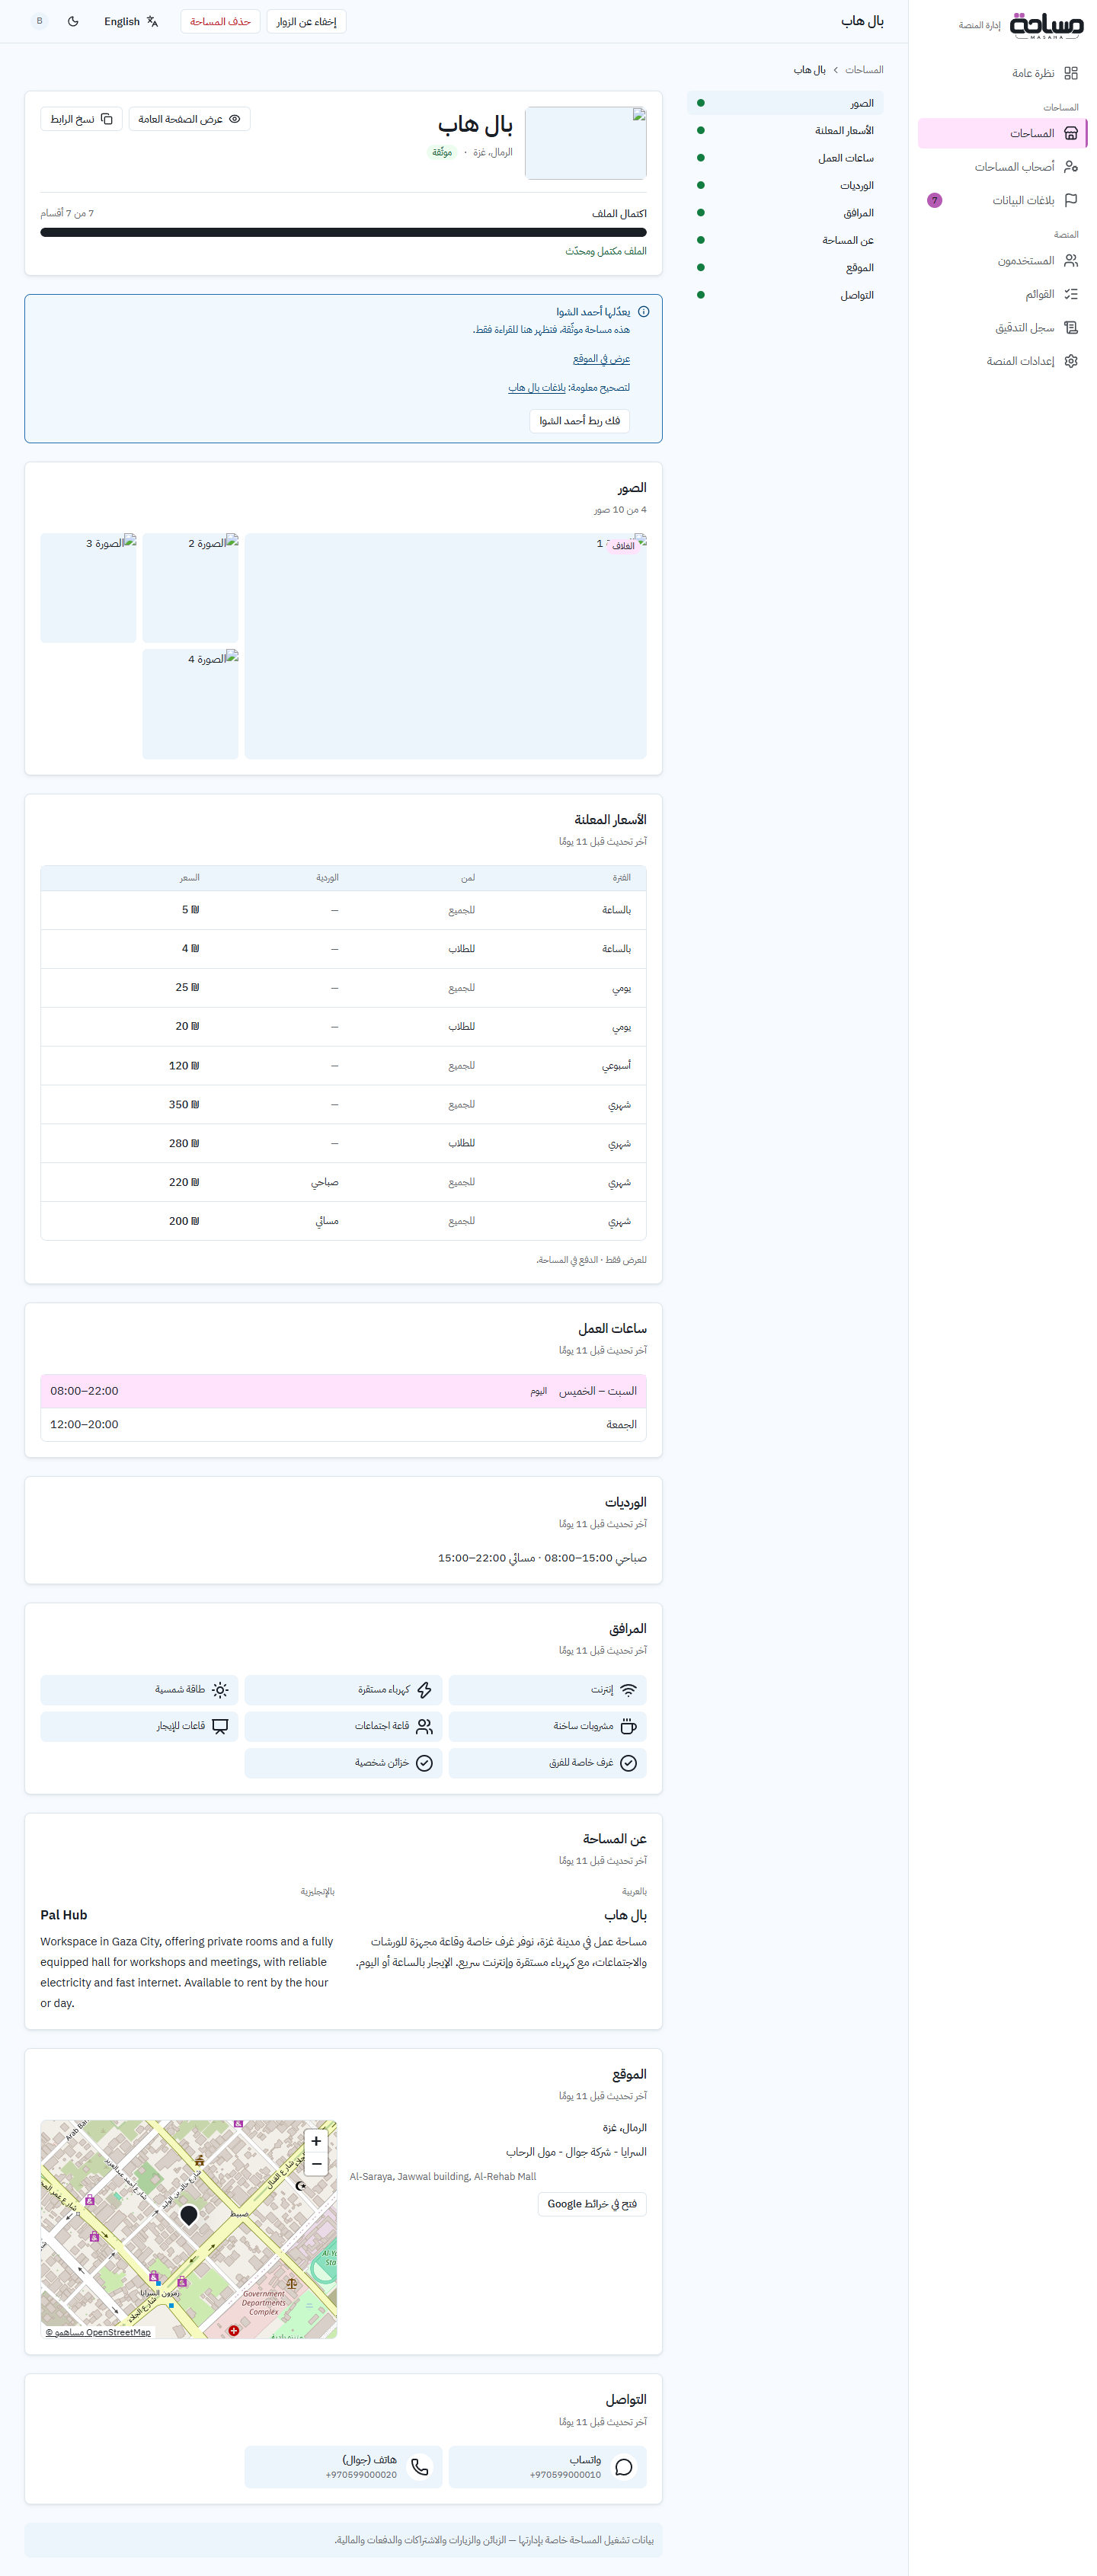 مساحة
MASAHA
إدارة المنصة
نظرة عامة
المساحات
المساحات
أصحاب المساحات
بلاغات البيانات
7
المنصة
المستخدمون
القوائم
سجل التدقيق
إعدادات المنصة
بال هاب
إخفاء عن الزوار
حذف المساحة
English
B
المساحات
بال هاب
الصور
الأسعار المعلنة
ساعات العمل
الورديات
المرافق
عن المساحة
الموقع
التواصل
بال هاب
الرمال، غزة · موثّقة
عرض الصفحة العامة
نسخ الرابط
اكتمال الملف
7 من 7 أقسام
الملف مكتمل ومحدّث
يعدّلها أحمد الشوا
هذه مساحة موثّقة، فتظهر هنا للقراءة فقط.
عرض في الموقع
لتصحيح معلومة: بلاغات بال هاب
فك ربط أحمد الشوا
الصور
4 من 10 صور
الغلاف
1
الصورة 2
الصورة 3
الصورة 4
الأسعار المعلنة
آخر تحديث قبل 11 يومًا
الفترة لمن الوردية السعر
بالساعة للجميع — ₪ 5
بالساعة للطلاب — ₪ 4
يومي للجميع — ₪ 25
يومي للطلاب — ₪ 20
أسبوعي للجميع — ₪ 120
شهري للجميع — ₪ 350
شهري للطلاب — ₪ 280
شهري للجميع صباحي ₪ 220
شهري للجميع مسائي ₪ 200
للعرض فقط · الدفع في المساحة.
ساعات العمل
آخر تحديث قبل 11 يومًا
السبت – الخميس اليوم 08:00–22:00
الجمعة 12:00–20:00
الورديات
آخر تحديث قبل 11 يومًا
صباحي 08:00–15:00 · مسائي 15:00–22:00
المرافق
آخر تحديث قبل 11 يومًا
إنترنت
كهرباء مستقرة
طاقة شمسية
مشروبات ساخنة
قاعة اجتماعات
قاعات للإيجار
غرف خاصة للفرق
خزائن شخصية
عن المساحة
آخر تحديث قبل 11 يومًا
بالعربية
بال هاب
مساحة عمل في مدينة غزة، نوفر غرف خاصة وقاعة مجهزة للورشات
والاجتماعات، مع كهرباء مستقرة وإنترنت سريع. الإيجار بالساعة أو اليوم.
بالإنجليزية
Pal Hub
Workspace in Gaza City, offering private rooms and a fully
equipped hall for workshops and meetings, with reliable
electricity and fast internet. Available to rent by the hour
or day.
الموقع
آخر تحديث قبل 11 يومًا
الرمال، غزة
السرايا - شركة جوال - مول الرحاب
Al-Saraya, Jawwal building, Al-Rehab Mall
فتح في خرائط Google
+
−
شارع خالد بن الوليد
صبيط
رمزون السرايا
شارع الجلاء
Government
Departments
Complex
© مساهمو OpenStreetMap
التواصل
آخر تحديث قبل 11 يومًا
واتساب
+970599000010
هاتف (جوال)
+970599000020
بيانات تشغيل المساحة خاصة بإدارتها — الزبائن والزيارات والاشتراكات والدفعات والمالية.